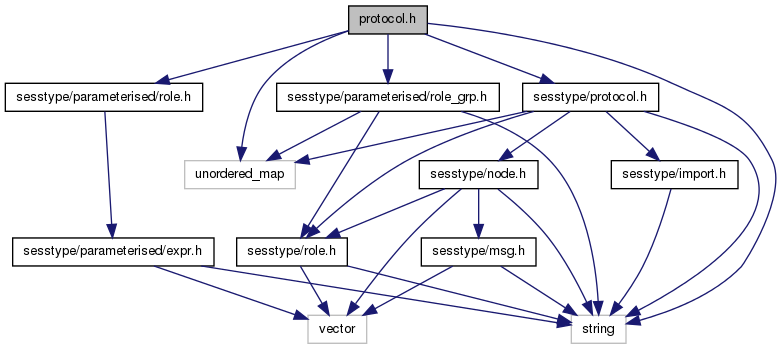 protocol.h
sesstype/parameterised/role.h
sesstype/parameterised/role_grp.h
sesstype/protocol.h
unordered_map
sesstype/node.h
sesstype/import.h
sesstype/parameterised/expr.h
sesstype/role.h
sesstype/msg.h
vector
string